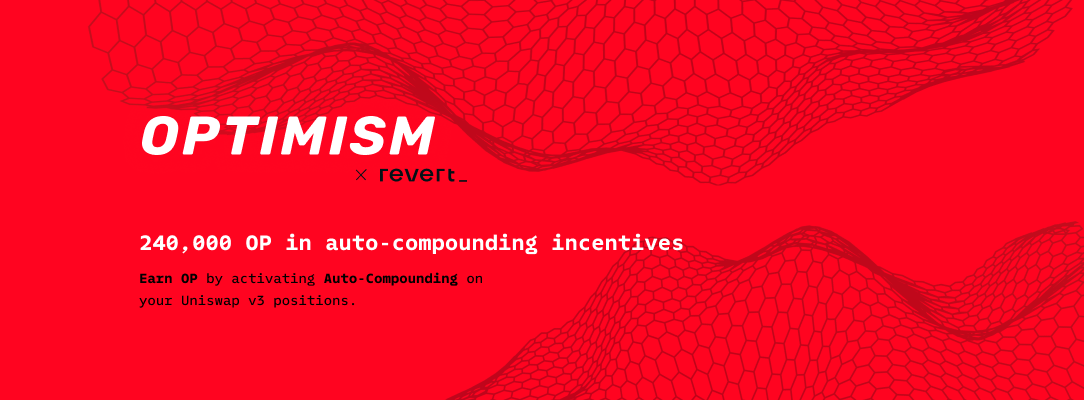 OPTIMISM
× revert_
240,000 OP in auto-compounding incentives
Earn OP by activating Auto-Compounding on
your Uniswap v3 positions.